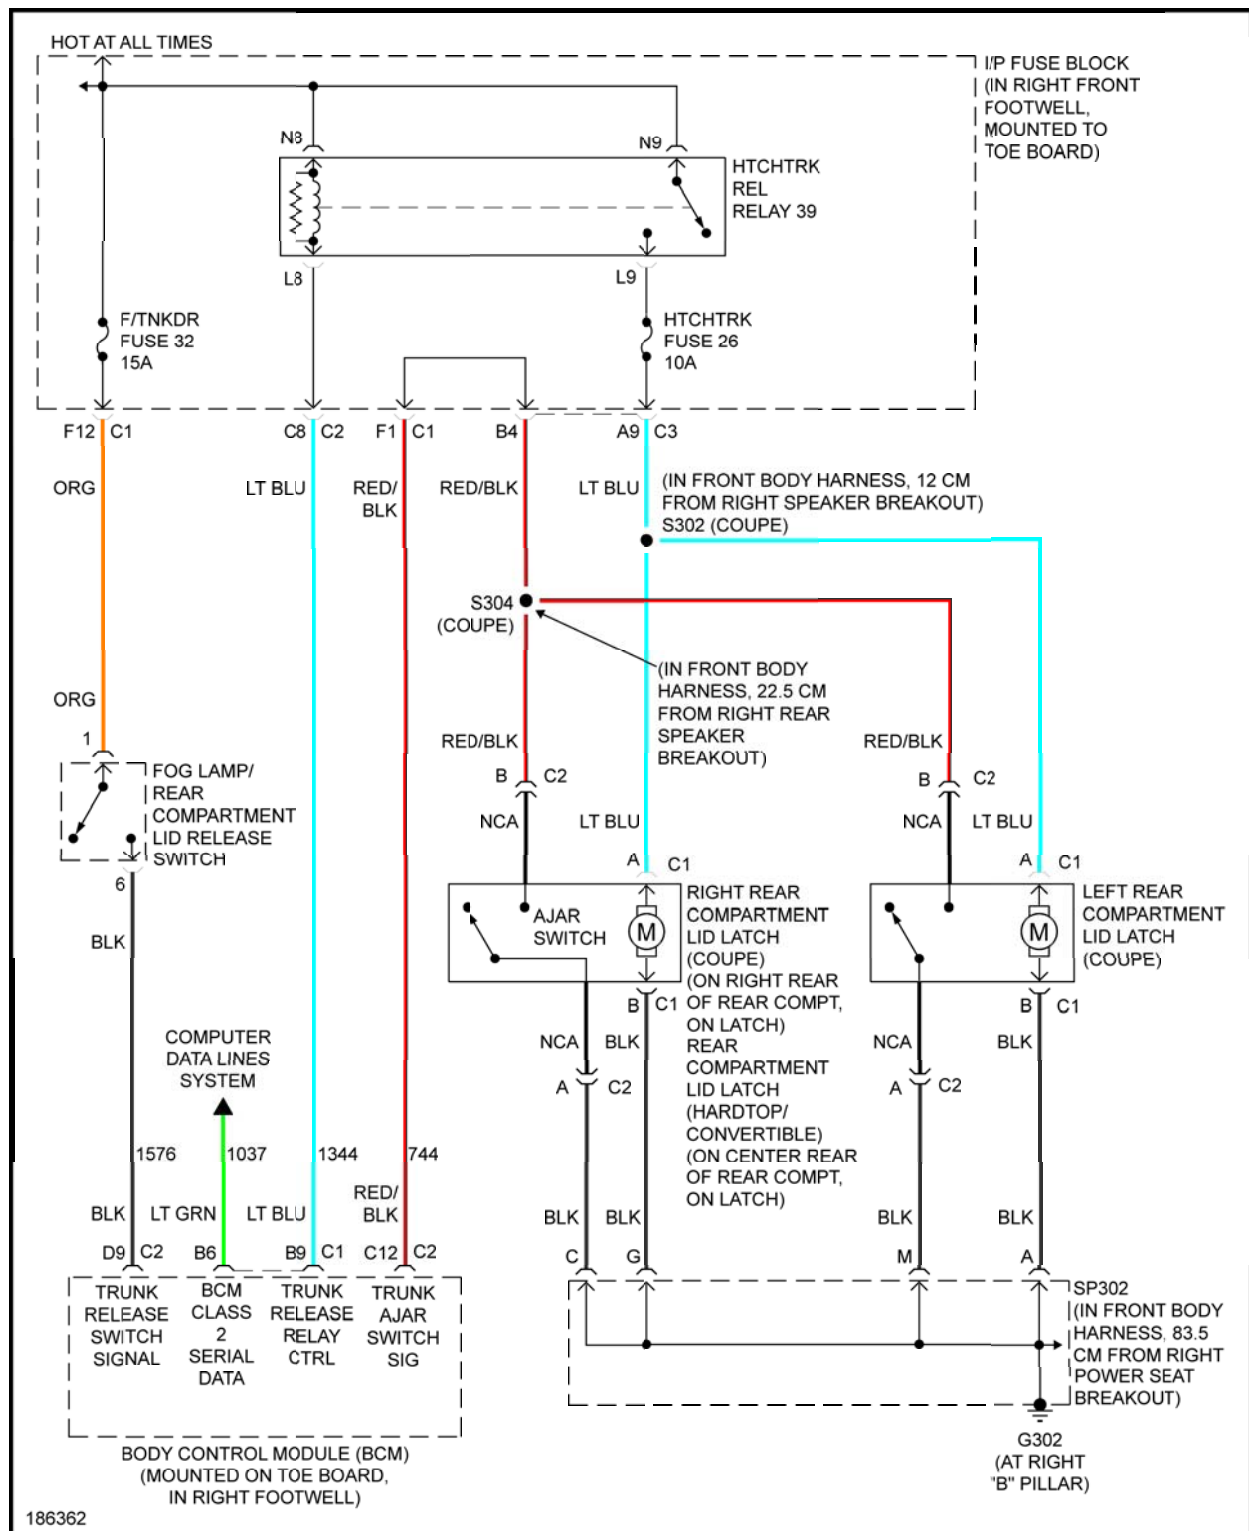 HOT AT ALL TIMES
I/P FUSE BLOCK
(IN RIGHT FRONT
FOOTWELL,
MOUNTED TO
TOE BOARD)
N8
N9
HTCHTRK
REL
RELAY 39
L8
L9
F/TNKDR
FUSE 32
15A
HTCHTRK
FUSE 26
10A
F12 C1
C8 C2
F1 C1
B4
A9 C3
ORG
LT BLU
RED/
BLK
RED/BLK
LT BLU
(IN FRONT BODY HARNESS, 12 CM
FROM RIGHT SPEAKER BREAKOUT)
S302 (COUPE)
S304
(COUPE)
(IN FRONT BODY
HARNESS, 22.5 CM
FROM RIGHT REAR
SPEAKER
BREAKOUT)
ORG
1
RED/BLK
B C2
NCA
LT BLU
A C1
RED/BLK
B C2
NCA
LT BLU
A C1
FOG LAMP/
REAR
COMPARTMENT
LID RELEASE
SWITCH
6
BLK
AJAR
SWITCH
M
RIGHT REAR
COMPARTMENT
LID LATCH
(COUPE)
(ON RIGHT REAR
OF REAR COMPT,
ON LATCH)
REAR
COMPARTMENT
LID LATCH
(HARDTOP/
CONVERTIBLE)
(ON CENTER REAR
OF REAR COMPT,
ON LATCH)
M
LEFT REAR
COMPARTMENT
LID LATCH
(COUPE)
B C1
B C1
NCA
BLK
NCA
BLK
A C2
A C2
COMPUTER
DATA LINES
SYSTEM
1576
1037
1344
744
BLK
LT GRN
LT BLU
RED/
BLK
BLK
BLK
BLK
BLK
D9 C2
B6
B9 C1
C12 C2
C
G
M
A
TRUNK
RELEASE
SWITCH
SIGNAL
BCM
CLASS
2
SERIAL
DATA
TRUNK
RELEASE
RELAY
CTRL
TRUNK
AJAR
SWITCH
SIG
SP302
(IN FRONT BODY
HARNESS, 83.5
CM FROM RIGHT
POWER SEAT
BREAKOUT)
G302
(AT RIGHT
"B" PILLAR)
BODY CONTROL MODULE (BCM)
(MOUNTED ON TOE BOARD,
IN RIGHT FOOTWELL)
186362